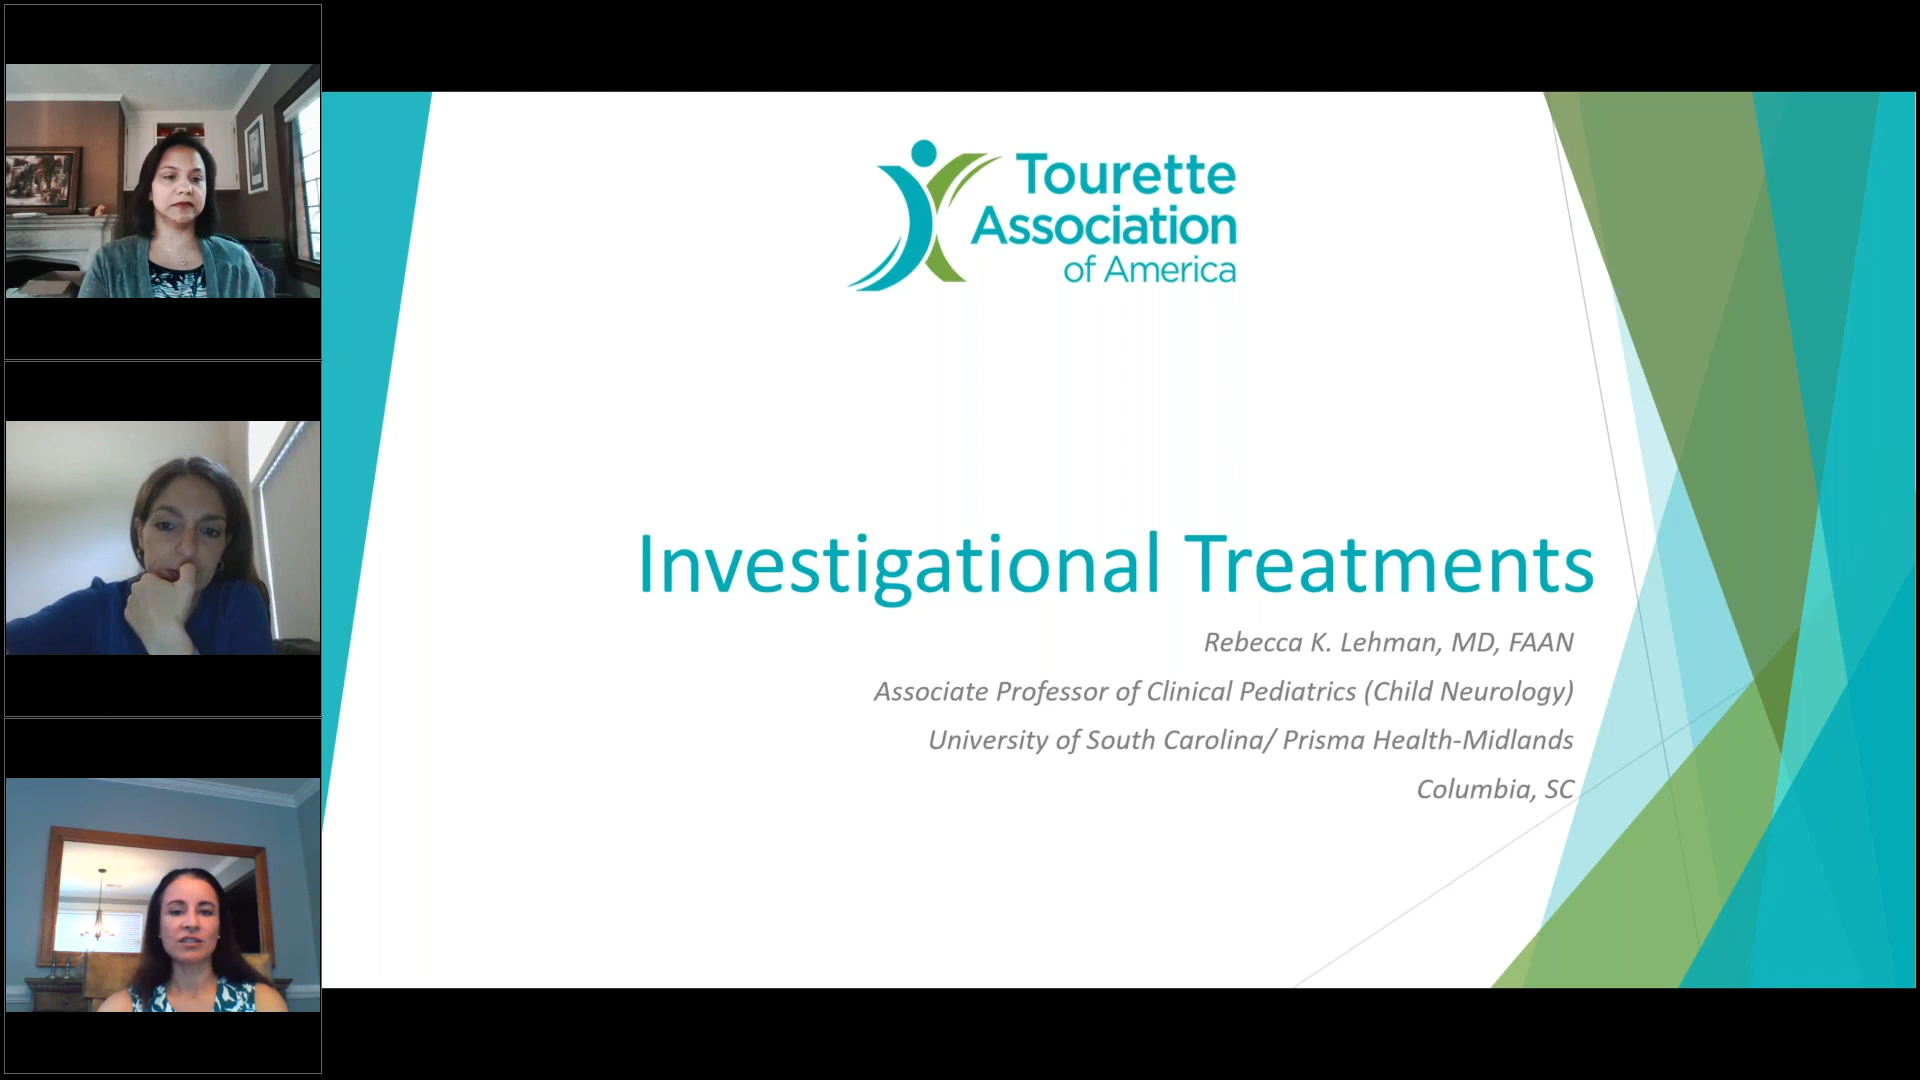 Tourette
Association
of America
Investigational Treatments
Rebecca K. Lehman, MD, FAAN
Associate Professor of Clinical Pediatrics (Child Neurology)
University of South Carolina/ Prisma Health-Midlands
Columbia, SC